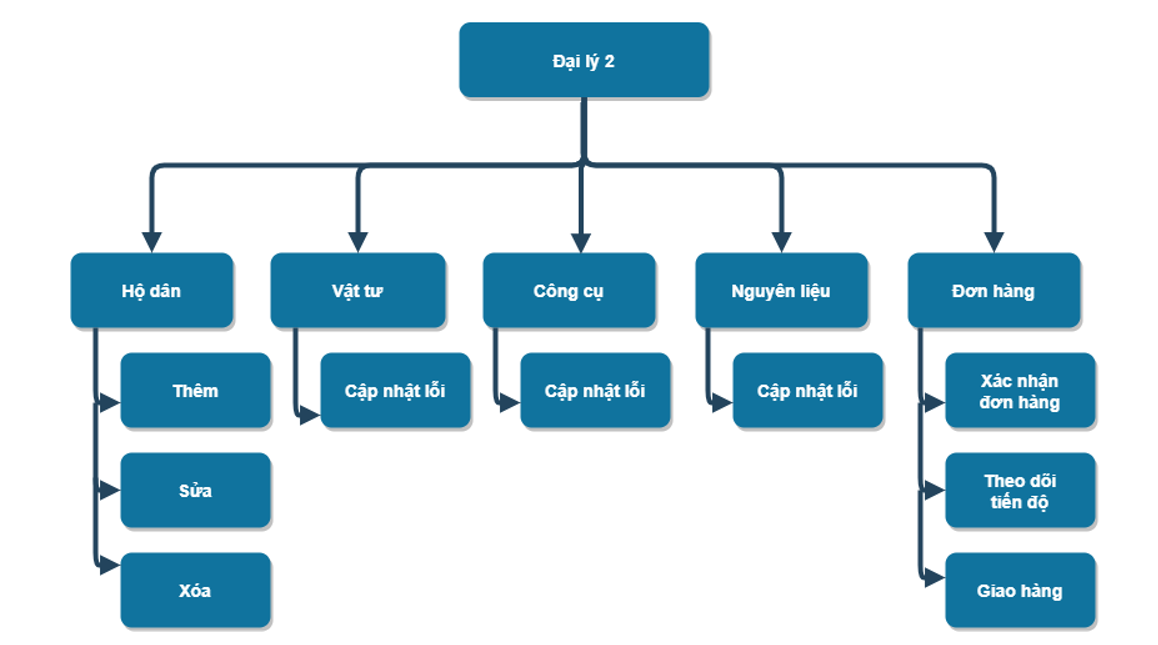 Đại lý 2
Hộ dân
Vật tư
Công cụ
Nguyên liệu
Đơn hàng
Thêm
Cập nhật lỗi
Cập nhật lỗi
Cập nhật lỗi
Xác nhận
đơn hàng
Sửa
Theo dõi
tiến độ
Xóa
Giao hàng